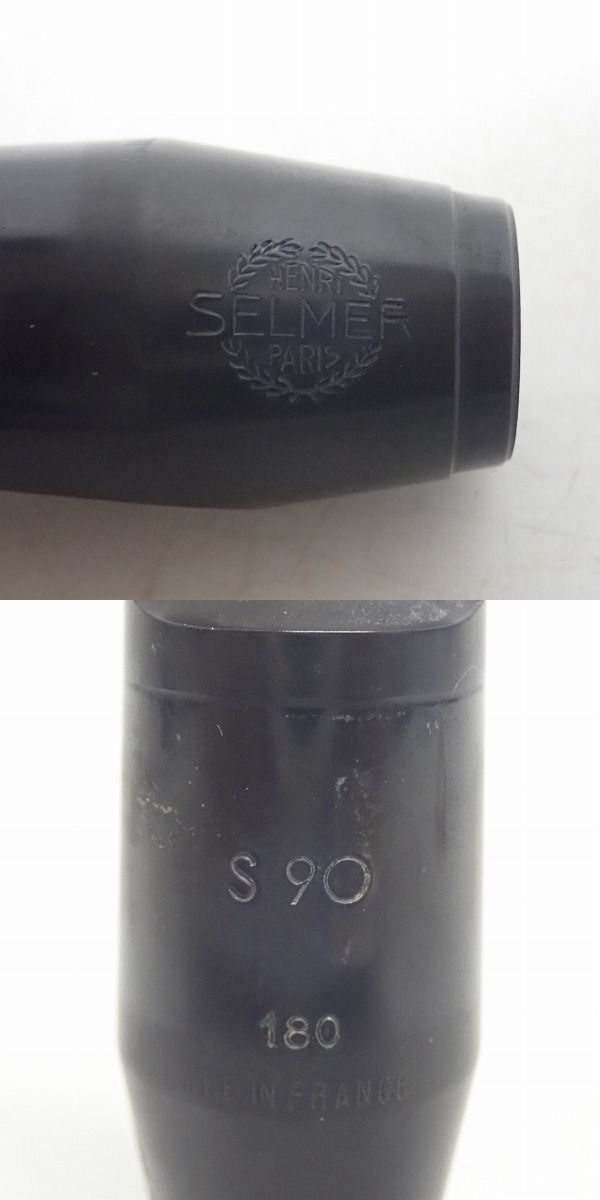 HENRI
SELMER
PARIS
S 90
180
IN FRANCE